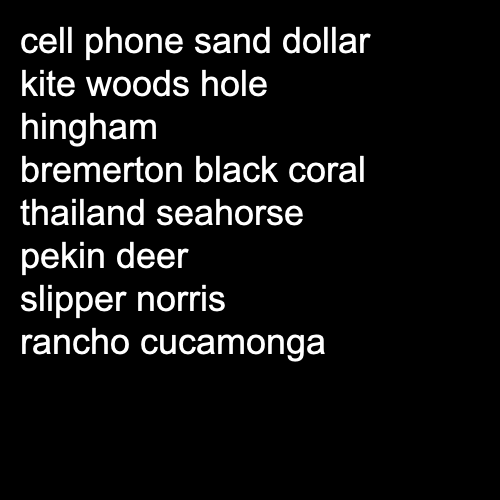 cell phone sand dollar
kite woods hole
hingham
bremerton black coral
thailand seahorse
pekin deer
slipper norris
rancho cucamonga